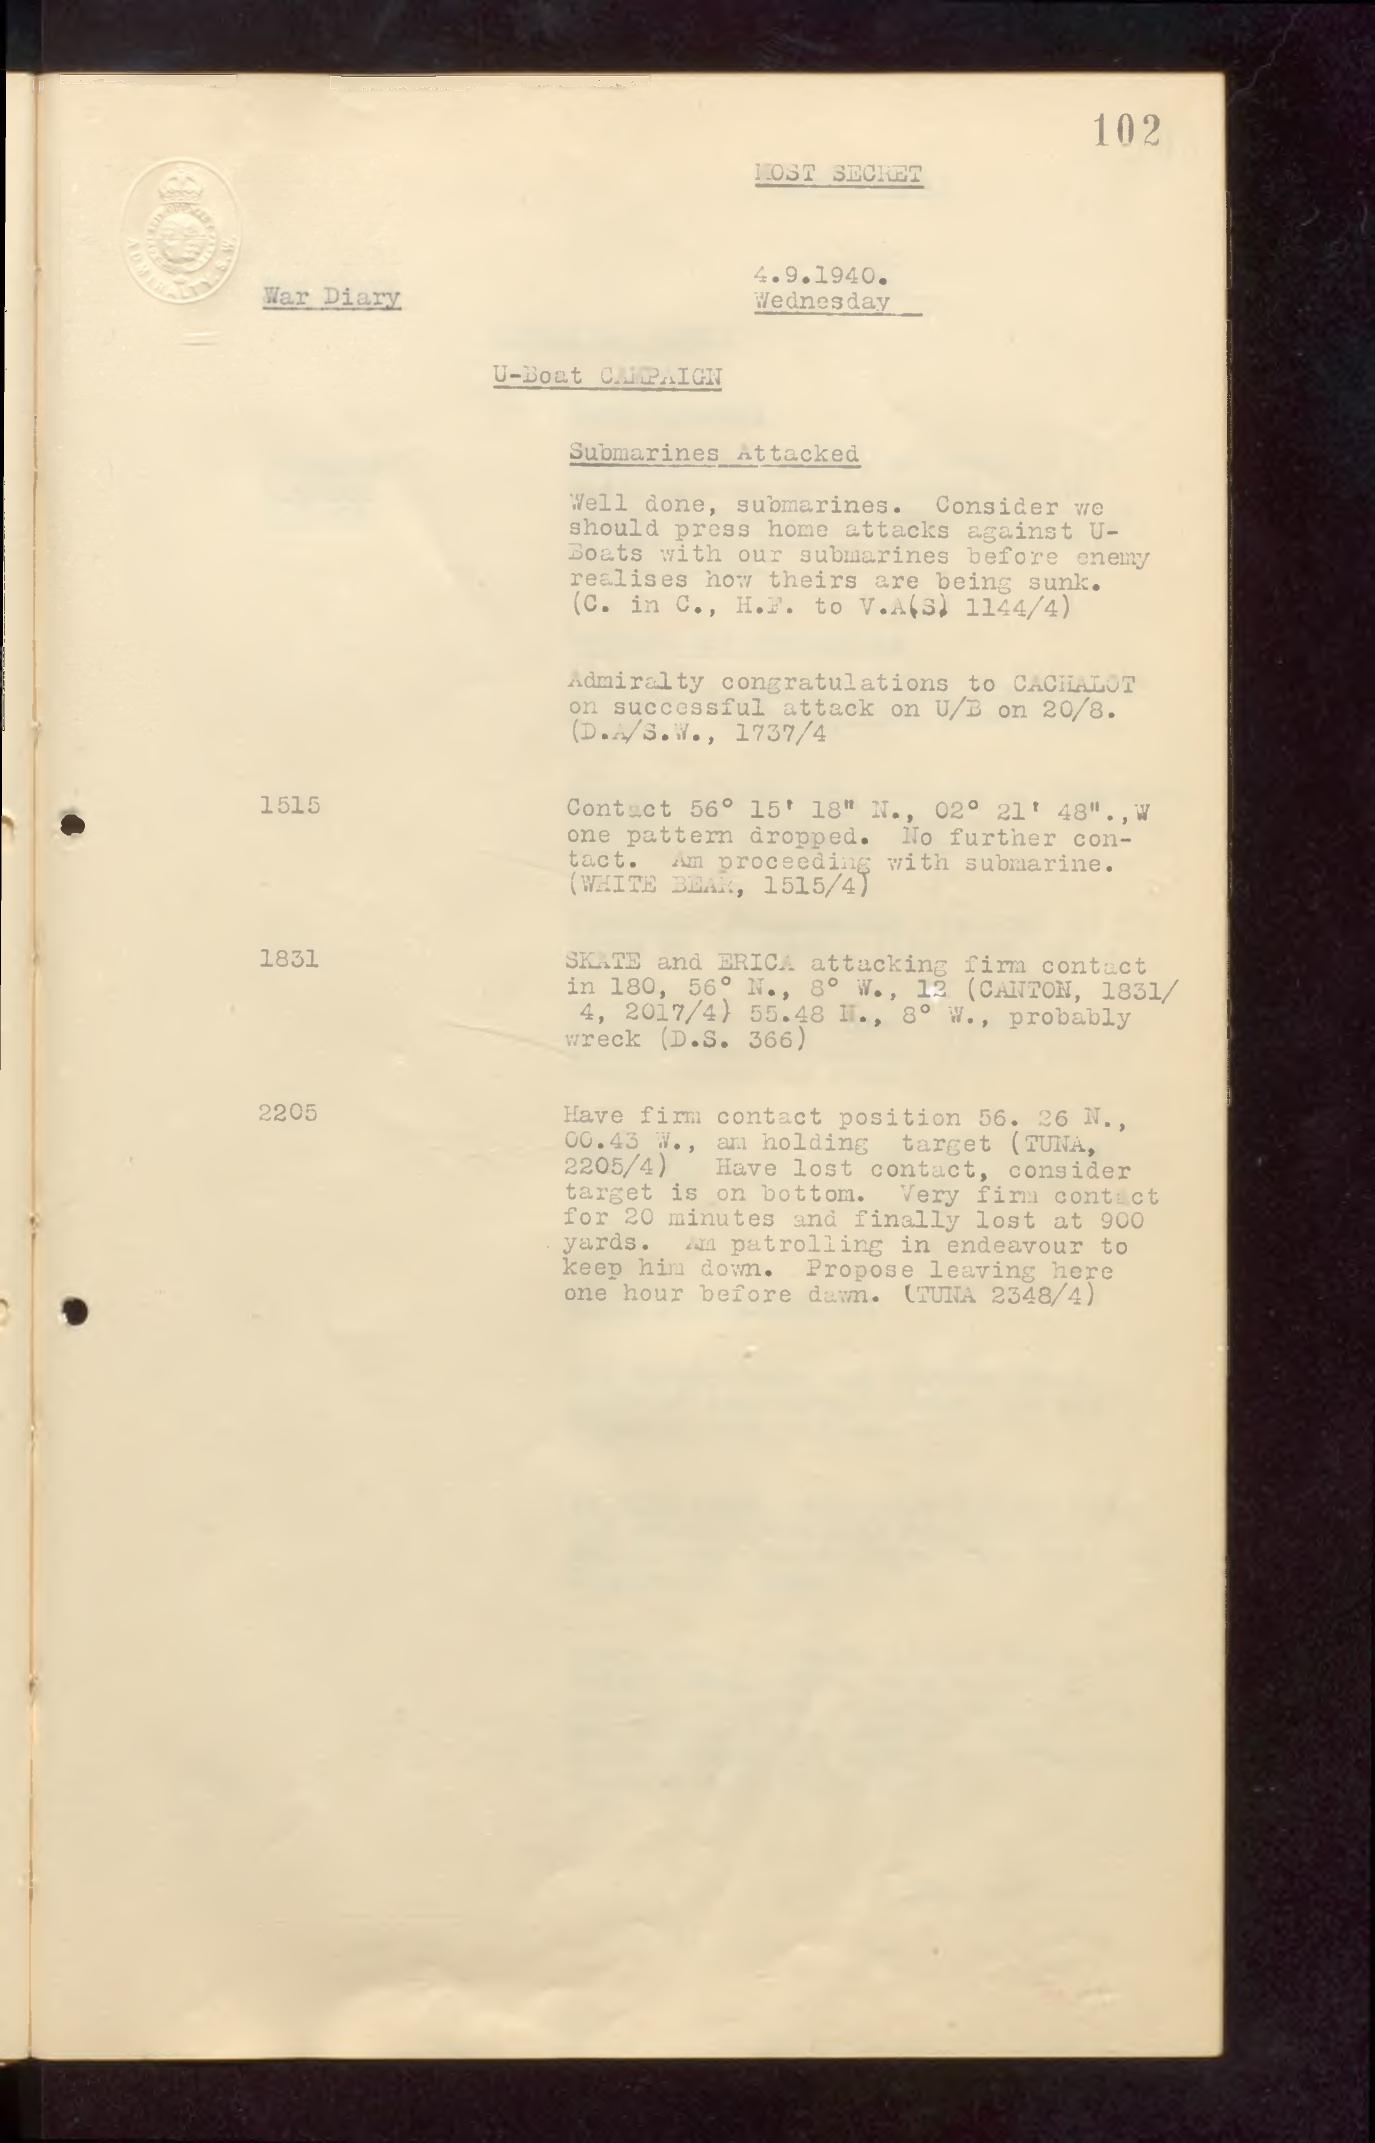 102
MOST SECRET
ADMIRALTY. S.W.
War Diary
4.9.1940.
Wednesday
U-Boat CAMPAIGN
Submarines Attacked
Well done, submarines. Consider we
should press home attacks against U-
Boats with our submarines before enemy
realises how theirs are being sunk.
(C. in C., H.F. to V.A(S) 1144/4)
Admiralty congratulations to CACHALOT
on successful attack on U/B on 20/8.
(D.A/S.W., 1737/4
1515
Contact 56° 15' 18" N., 02° 21' 48".,W
one pattern dropped. No further con-
tact. Am proceeding with submarine.
(WHITE BEAR, 1515/4)
1831
SKATE and ERICA attacking firm contact
in 180, 56° N., 8° W., 12 (CANTON, 1831/
4, 2017/4) 55.48 N., 8° W., probably
wreck (D.S. 366)
2205
Have firm contact position 56. 26 N.,
00.43 W., am holding target (TUNA,
2205/4) Have lost contact, consider
target is on bottom. Very firm contact
for 20 minutes and finally lost at 900
yards. Am patrolling in endeavour to
keep him down. Propose leaving here
one hour before dawn. (TUNA 2348/4)